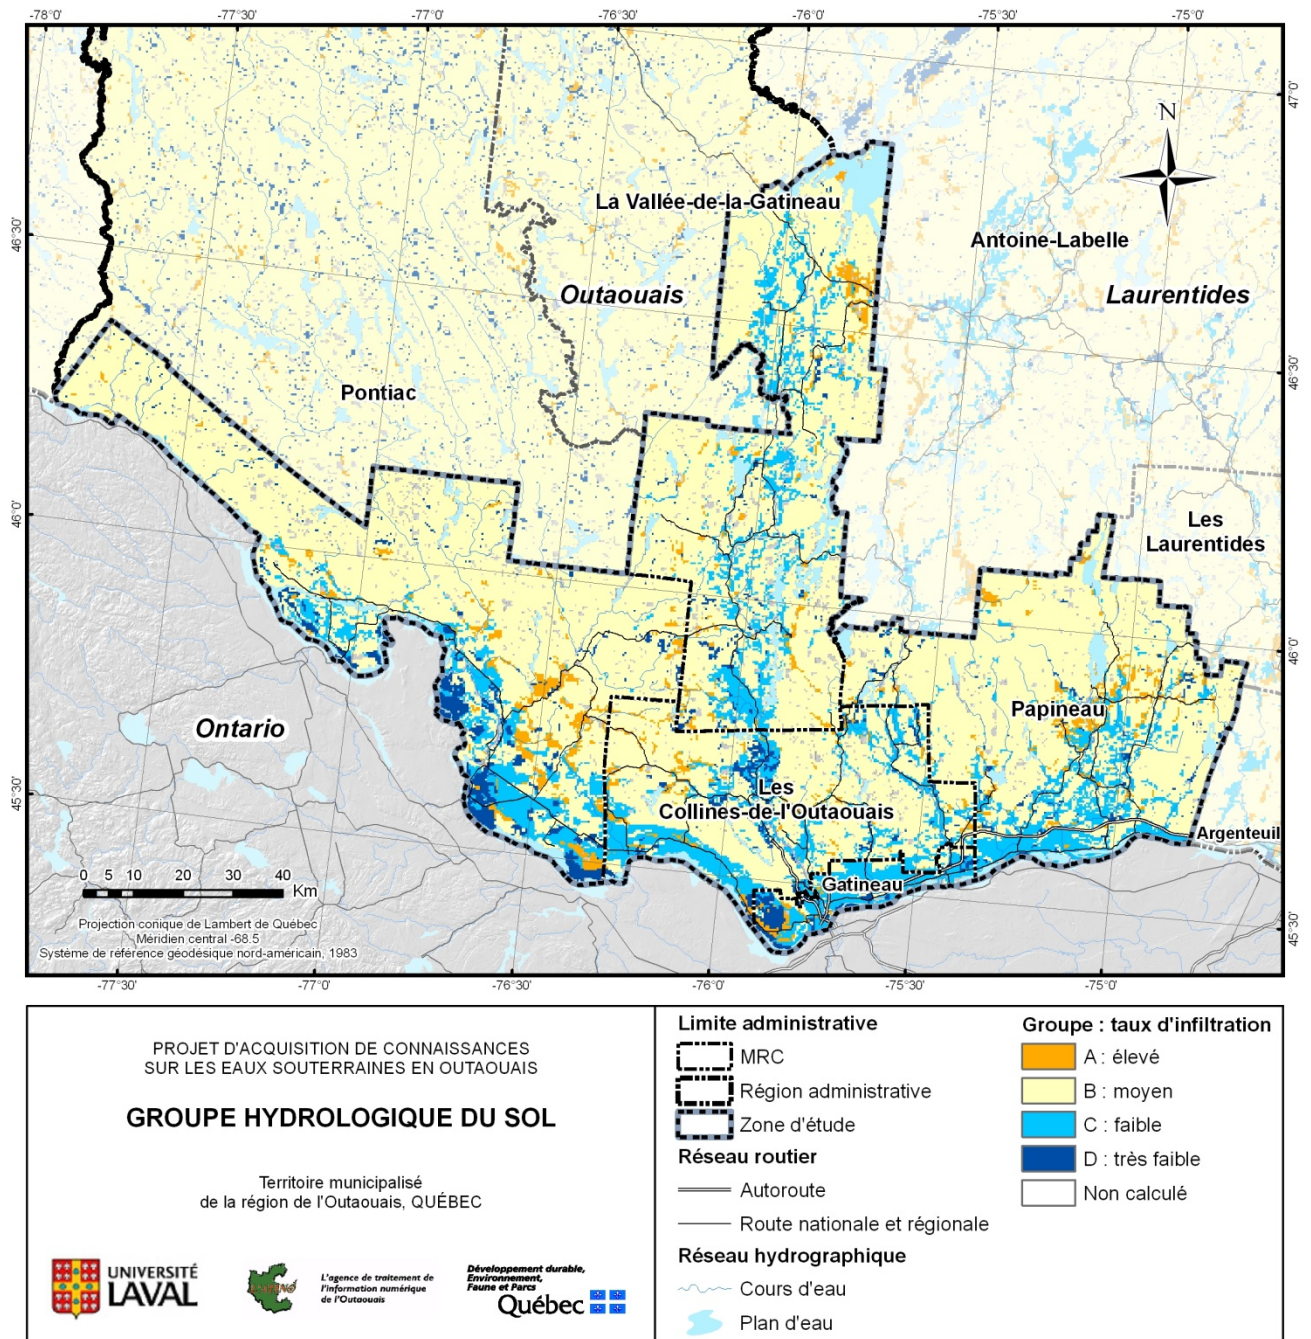 -78°0' -77°30' -77°0' -76°30' -76°0' -75°30' -75°0'
47°0'
N
La Vallée-de-la-Gatineau
46°30'
Antoine-Labelle
Outaouais
Laurentides
Pontiac
46°30'
46°0'
Les
Laurentides
46°0'
Papineau
Ontario
45°30'
Les
Collines-de-l'Outaouais
Argenteuil
Gatineau
0 5 10 20 30 40
Km
Projection conique de Lambert de Québec
Méridien central -68.5
Système de référence géodésique nord-américain, 1983
45°30'
-77°30' -77°0' -76°30' -76°0' -75°30' -75°0'
PROJET D'ACQUISITION DE CONNAISSANCES
SUR LES EAUX SOUTERRAINES EN OUTAOUAIS
GROUPE HYDROLOGIQUE DU SOL
Territoire municipalisé
de la région de l'Outaouais, QUÉBEC
UNIVERSITÉ
LAVAL
L'agence de traitement de
l'information numérique
de l'Outaouais
Développement durable,
Environnement,
Faune et Parcs
Québec
Limite administrative
MRC
Région administrative
Zone d'étude
Réseau routier
Autoroute
Route nationale et régionale
Réseau hydrographique
Cours d'eau
Plan d'eau
Groupe : taux d'infiltration
A : élevé
B : moyen
C : faible
D : très faible
Non calculé